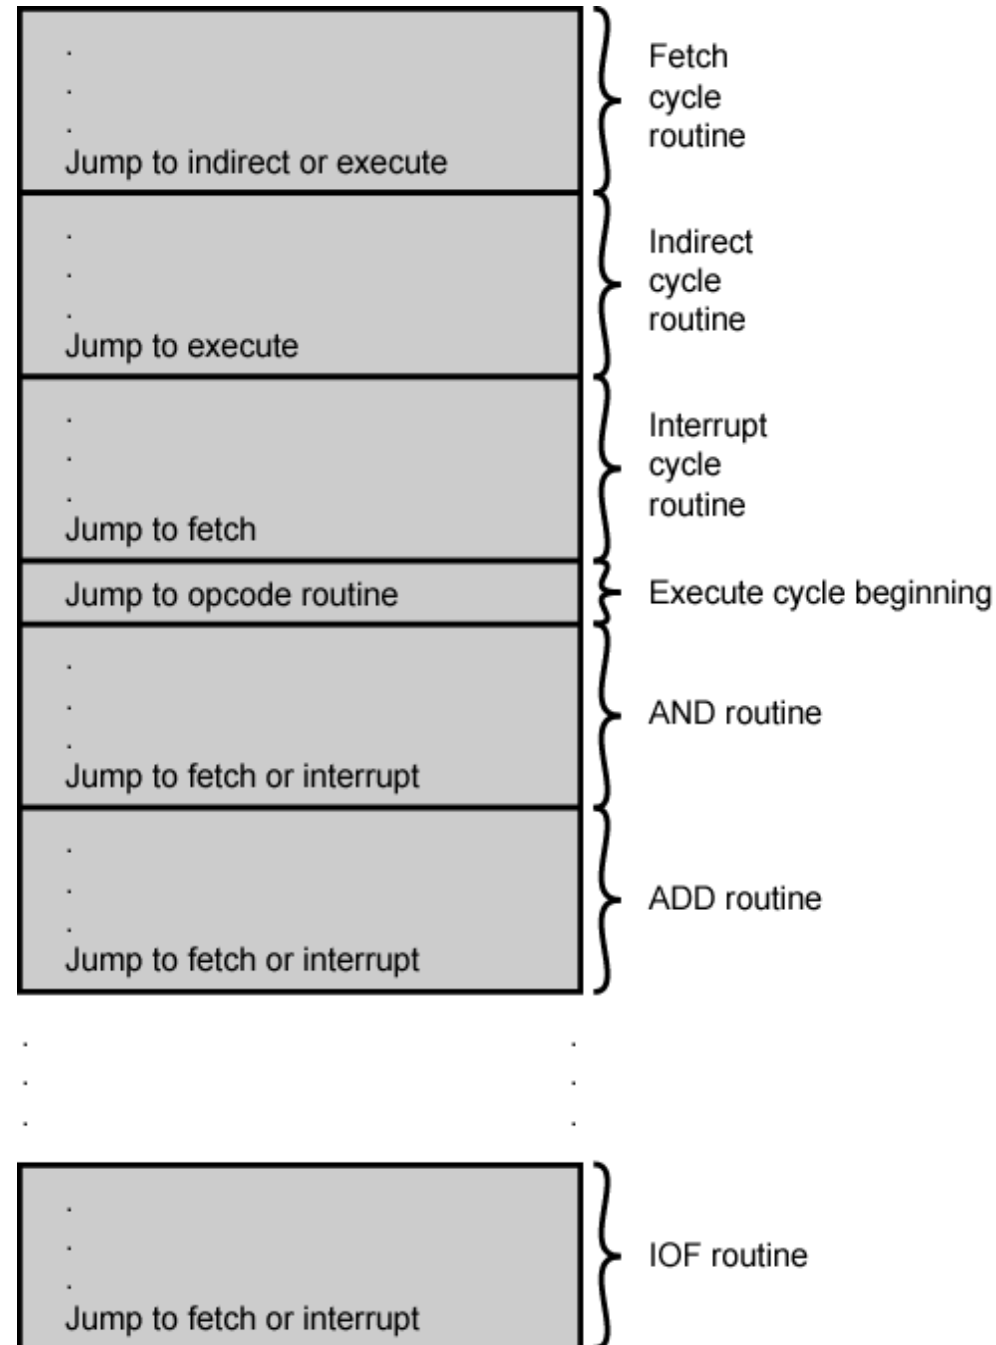 Fetch
cycle
routine
Jump to indirect or execute
Indirect
cycle
routine
Jump to execute
Interrupt
cycle
routine
Jump to fetch
Jump to opcode routine
Execute cycle beginning
AND routine
Jump to fetch or interrupt
ADD routine
Jump to fetch or interrupt
IOF routine
Jump to fetch or interrupt